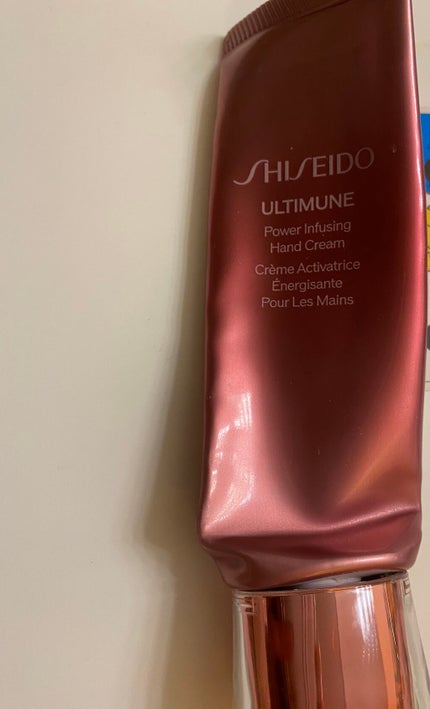 SHISEIDO
ULTIMUNE
Power Infusing
Hand Cream
Crème Activatrice
Énergisante
Pour Les Mains